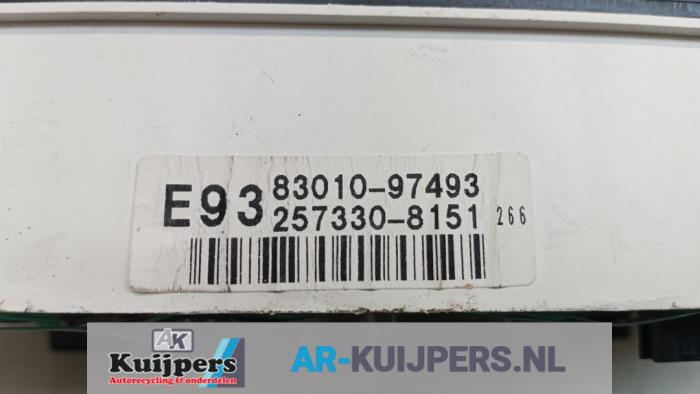 E93
83010-97493
257330-8151
266
AK
Kuijpers
Autorecycling & onderdelen
AR-KUIJPERS.NL